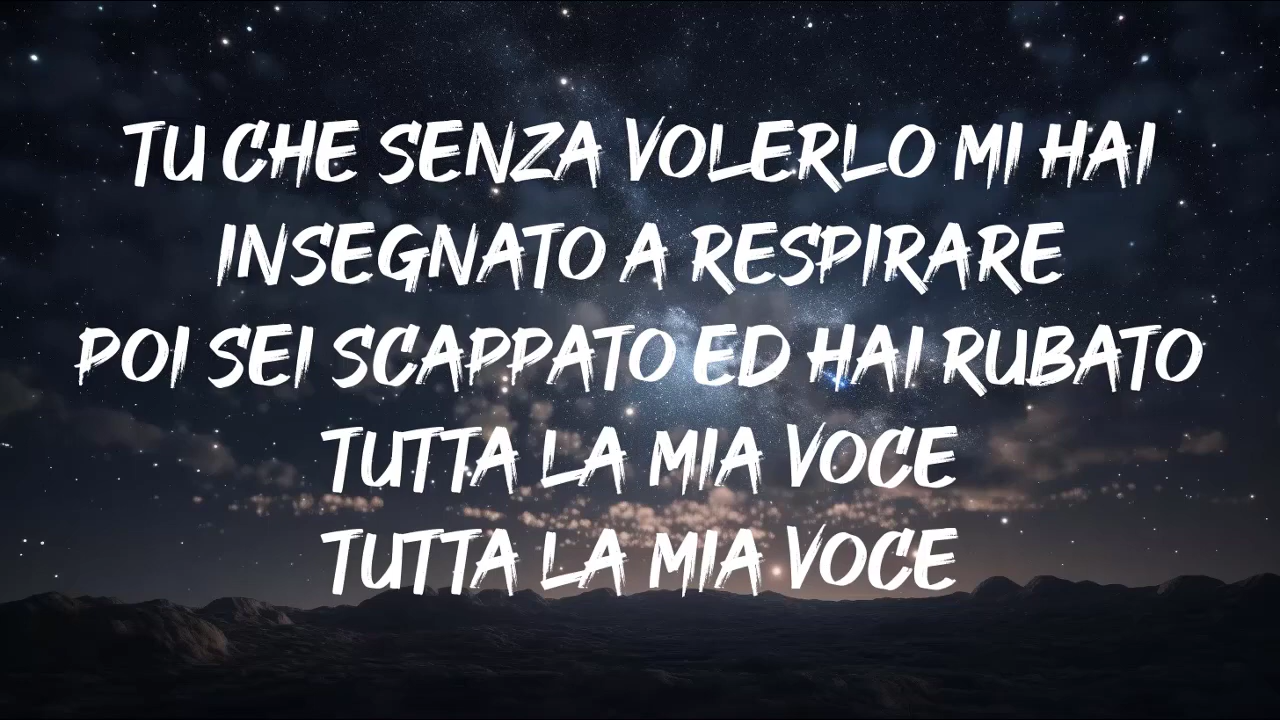 TU CHE SENZA VOLERLO MI HAI
INSEGNATO A RESPIRARE
POI SEI SCAPPATO ED HAI RUBATO
TUTTA LA MIA VOCE
TUTTA LA MIA VOCE